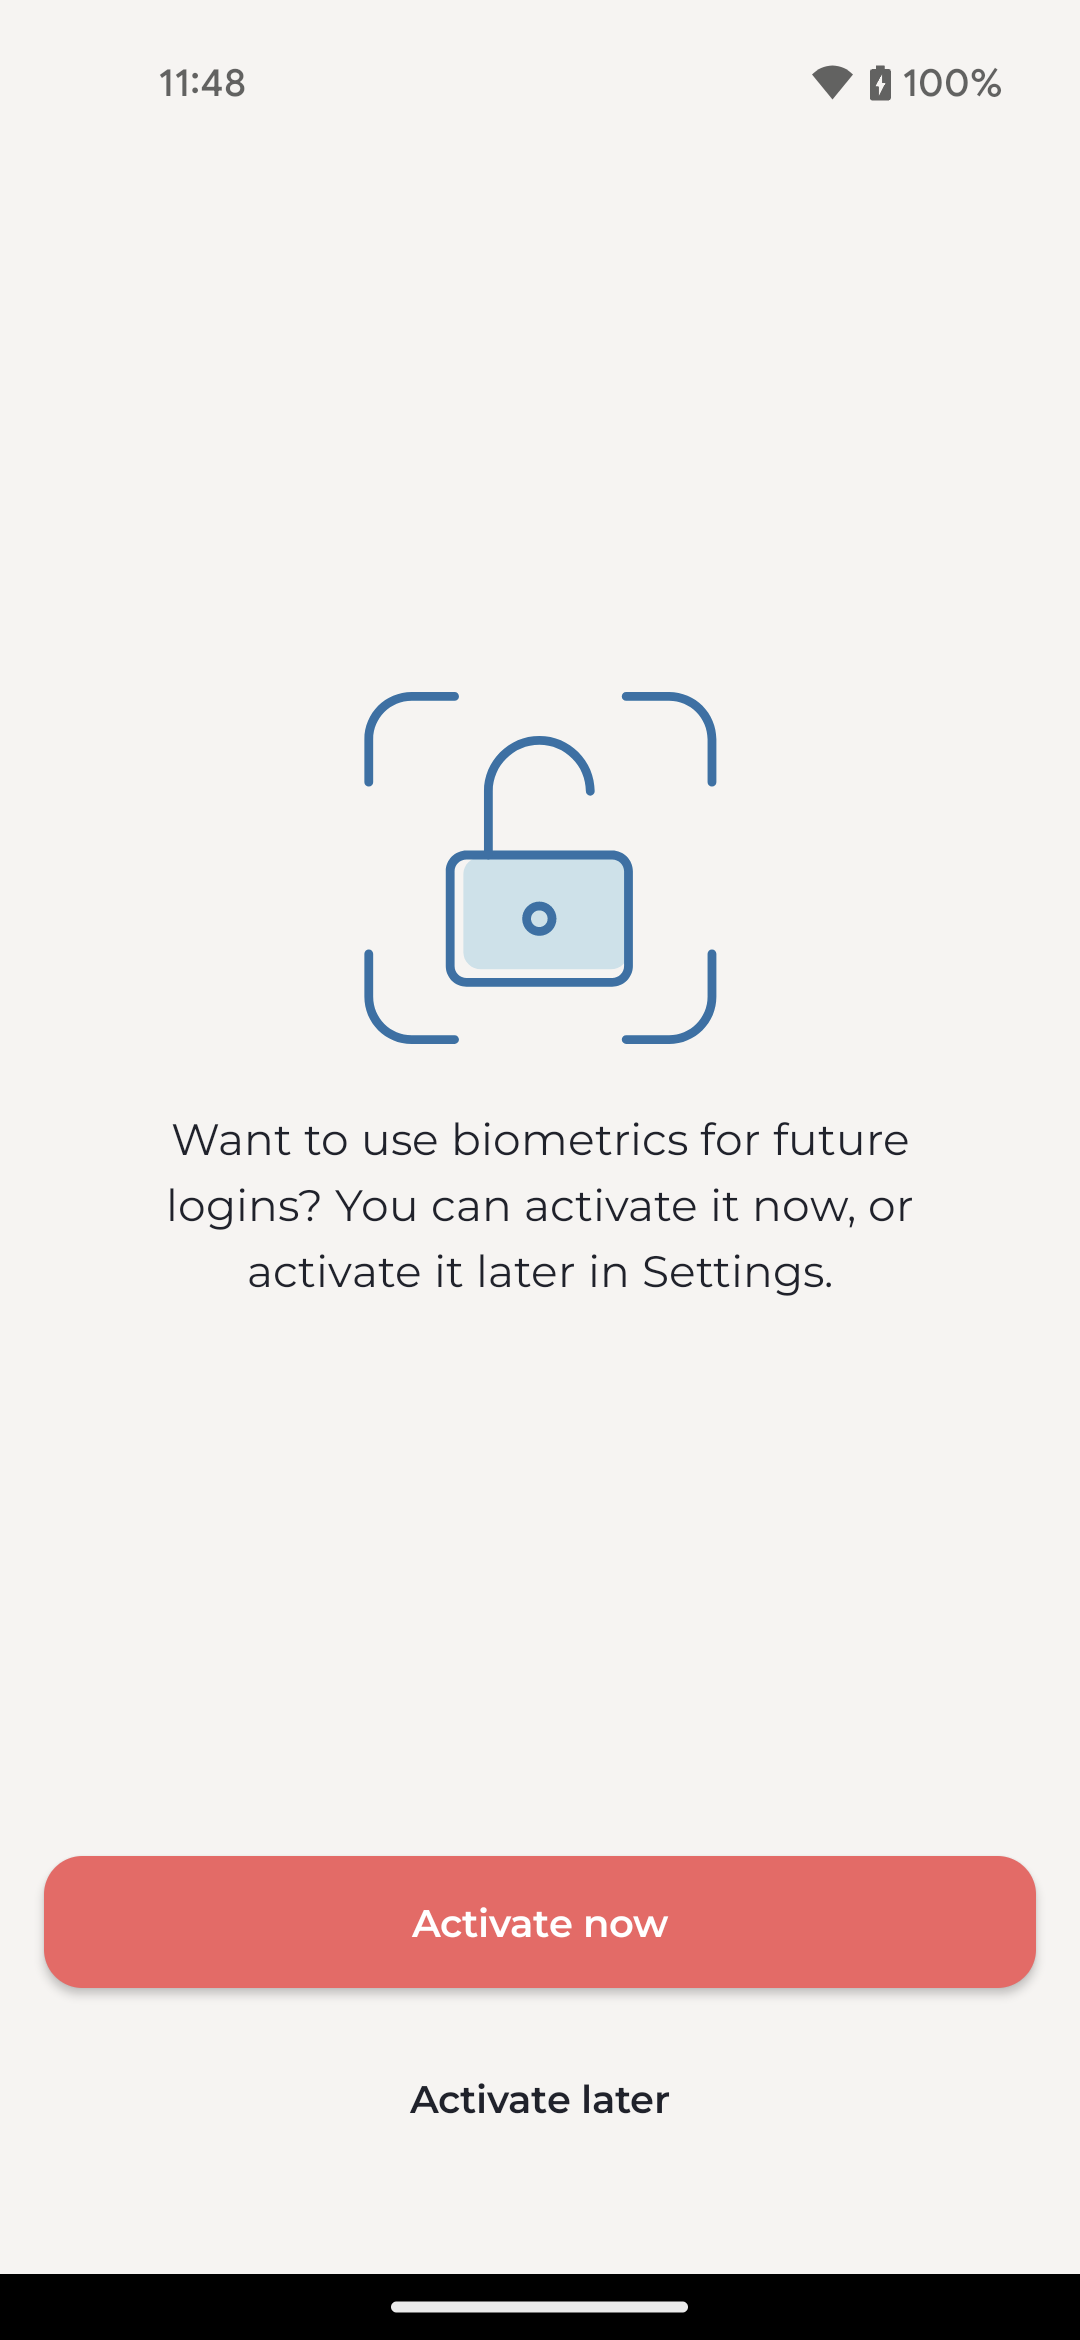 11:48
100%
Want to use biometrics for future
logins? You can activate it now, or
activate it later in Settings.
Activate now
Activate later